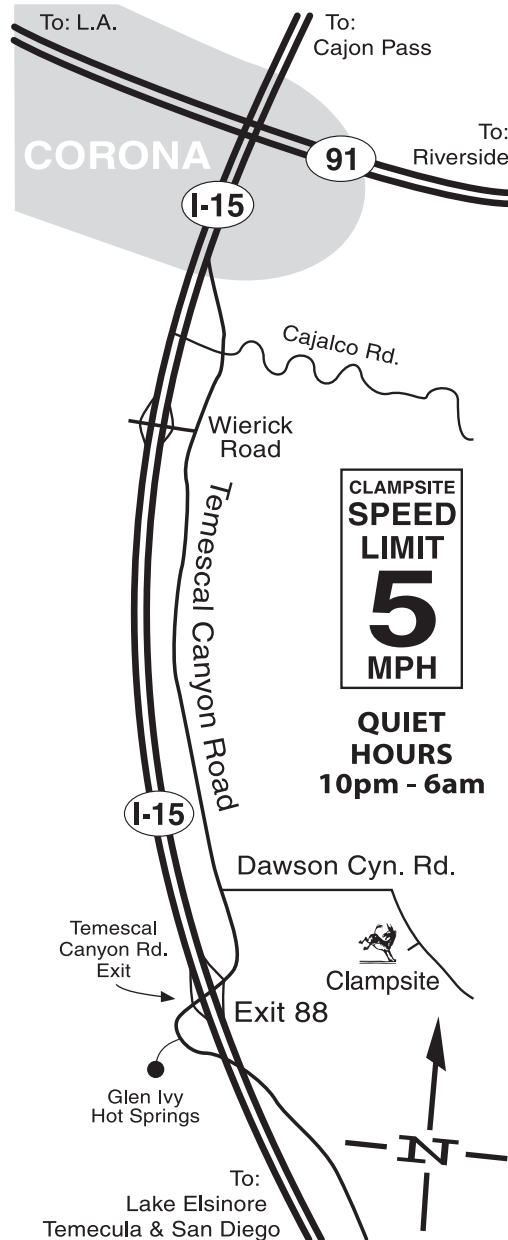 To: L.A.
To:
Cajon Pass
To:
Riverside
CORONA
91
I-15
Cajalco Rd.
Wierick
Road
Temescal Canyon Road
CLAMPSITE
SPEED
LIMIT
5
MPH
QUIET
HOURS
10pm - 6am
I-15
Dawson Cyn. Rd.
Temescal
Canyon Rd.
Exit
Clampsite
Exit 88
Glen Ivy
Hot Springs
N
To:
Lake Elsinore
Temecula & San Diego